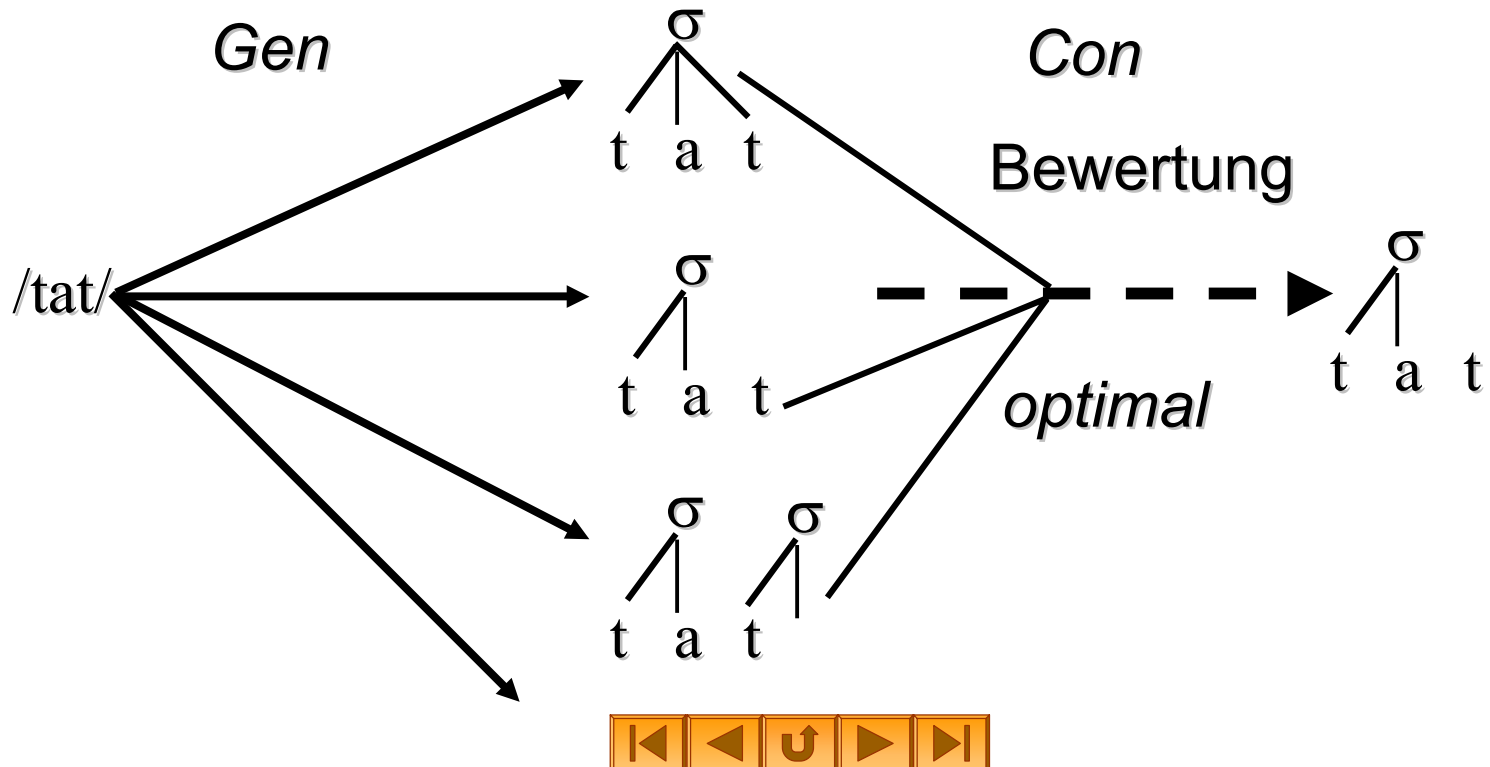 Gen
Con
σ
t a t
Bewertung
/tat/
σ
t a t
σ
t a t
optimal
σ σ
t a t